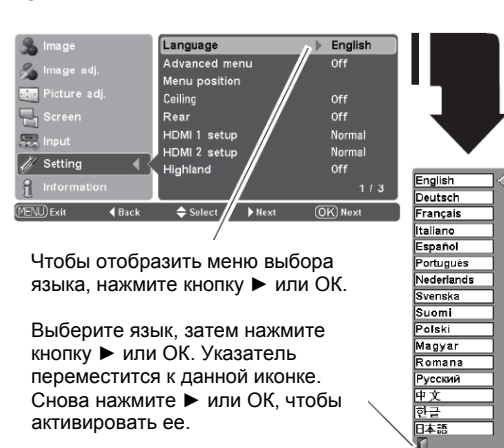 Image
Image adj.
Picture adj.
Screen
Input
Setting
Information
Language English
Advanced menu Off
Menu position
Ceiling Off
Rear Off
HDMI 1 setup Normal
HDMI 2 setup Normal
Highland Off
1 / 3
MENU Exit ◀ Back Select ▶ Next OK Next
Чтобы отобразить меню выбора
языка, нажмите кнопку ► или ОК.
Выберите язык, затем нажмите
кнопку ► или ОК. Указатель
переместится к данной иконке.
Снова нажмите ► или ОК, чтобы
активировать ее.
English
Deutsch
Français
Italiano
Español
Português
Nederlands
Svenska
Suomi
Polski
Magyar
Romana
Русский
中文
한글
日本語